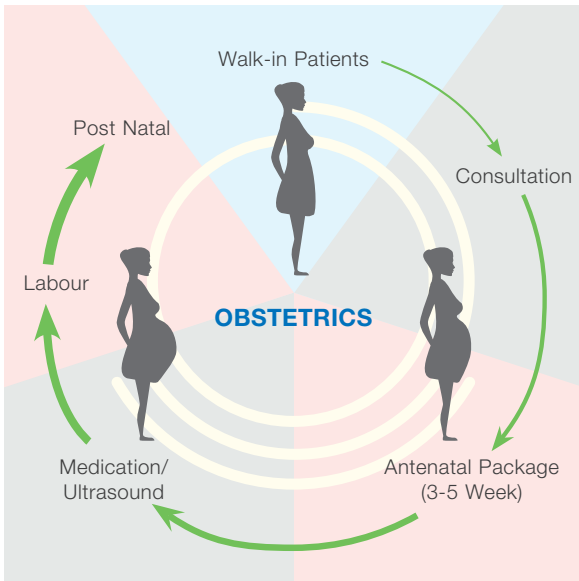 Walk-in Patients
Consultation
Antenatal Package
(3-5 Week)
Medication/
Ultrasound
Labour
Post Natal
OBSTETRICS